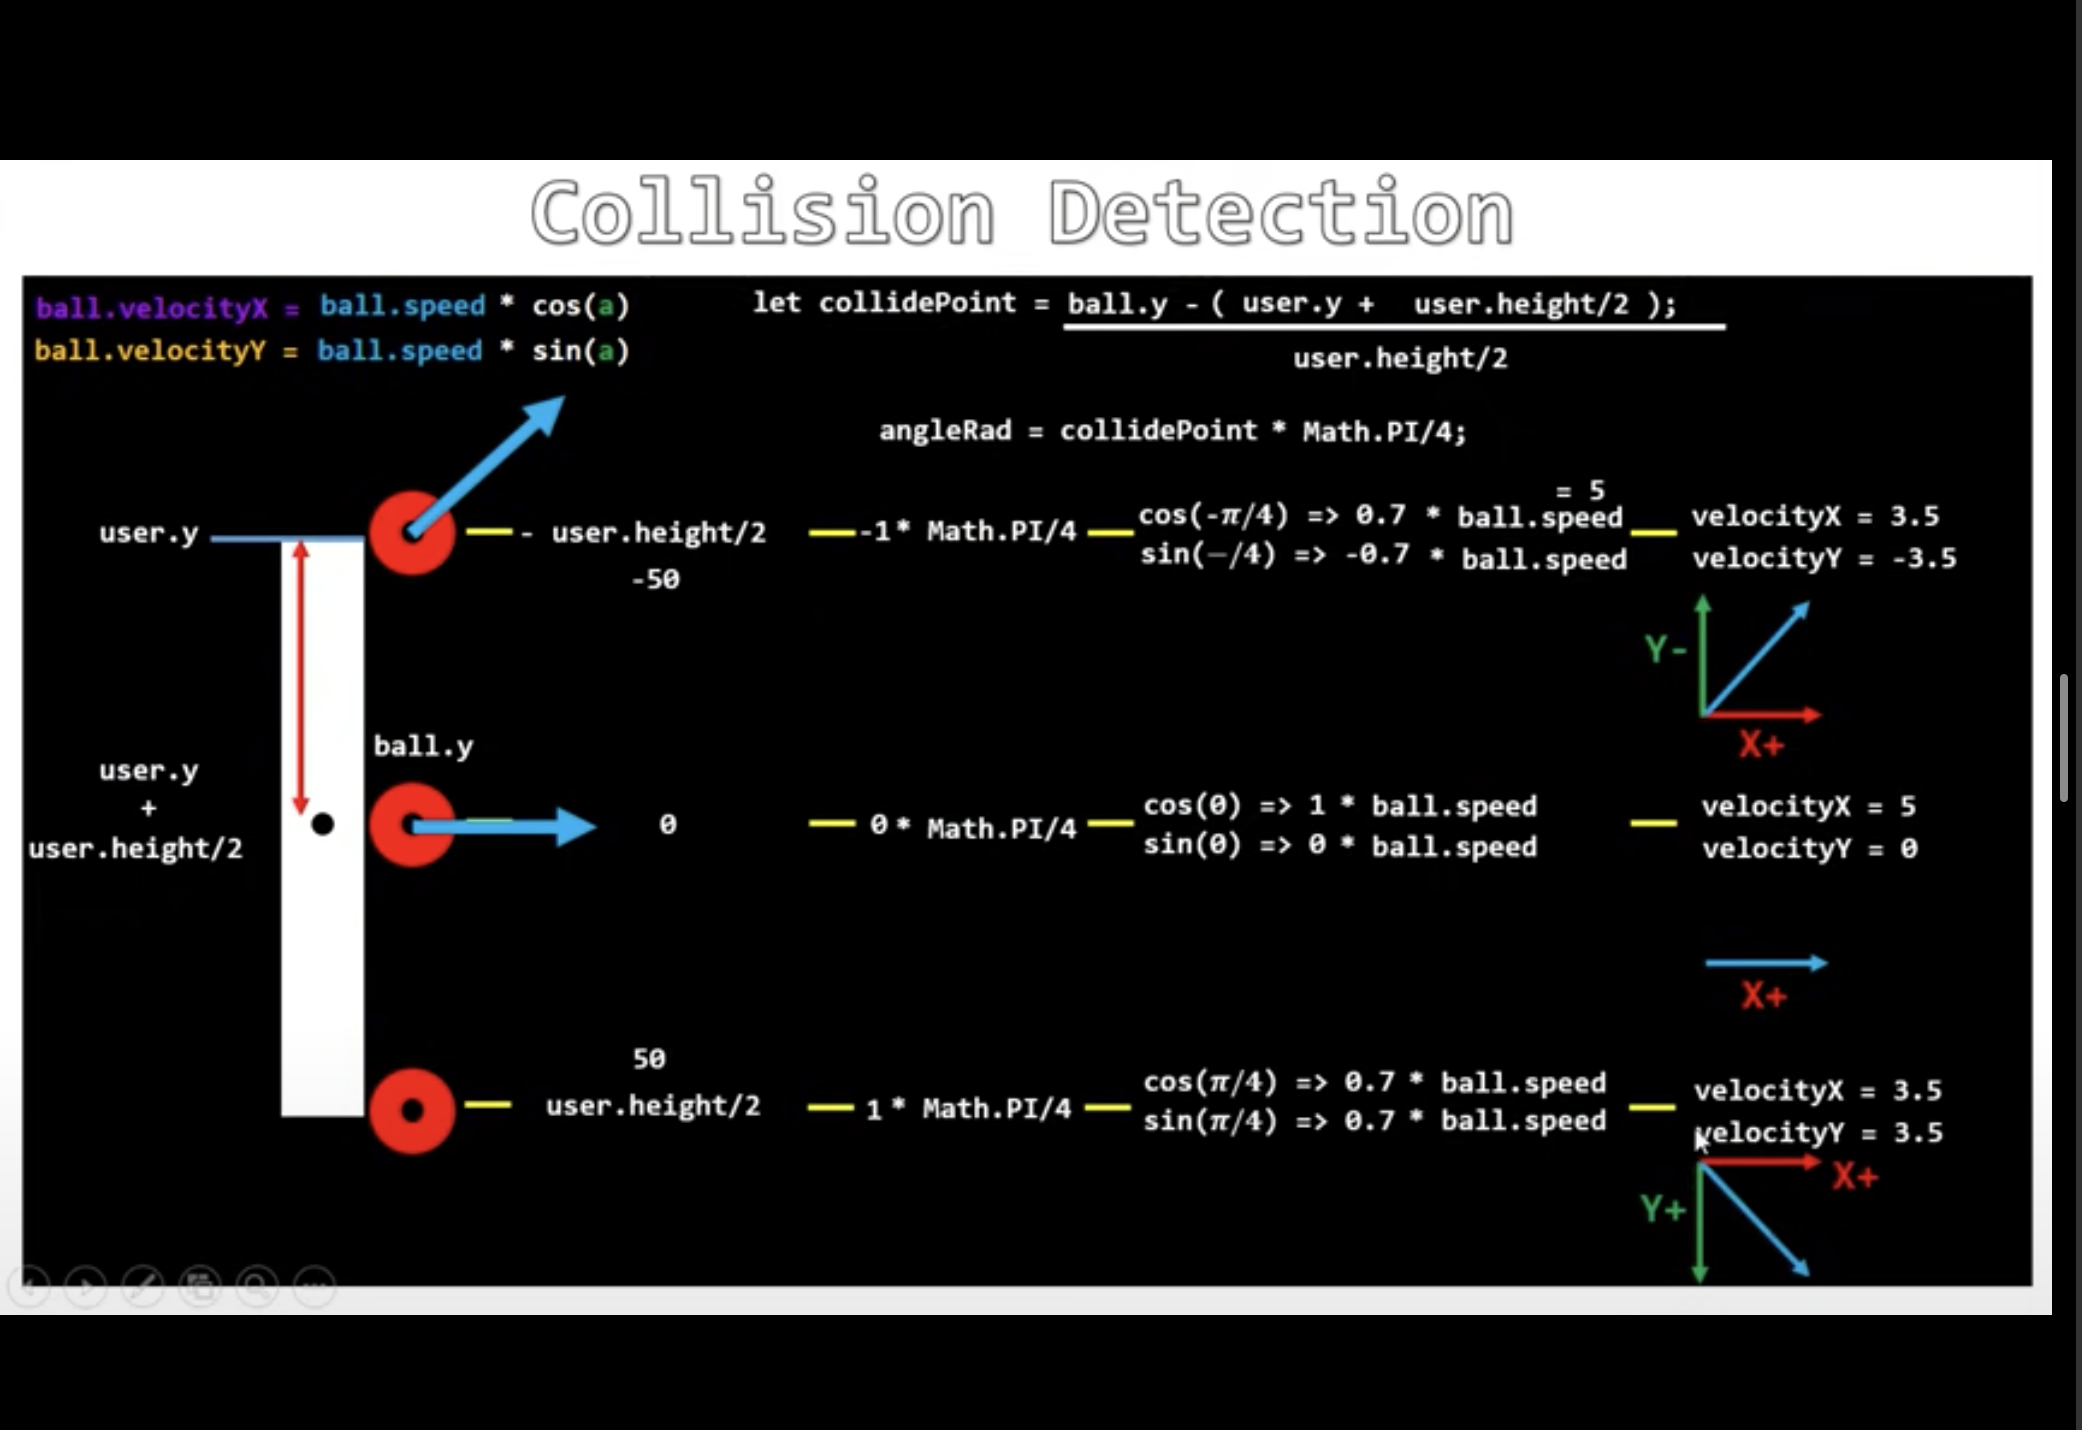 Collision Detection
ball.velocityX = ball.speed * cos(a)
ball.velocityY = ball.speed * sin(a)
let collidePoint = ball.y - ( user.y + user.height/2 );
user.height/2
angleRad = collidePoint * Math.PI/4;
= 5
user.y
- user.height/2
-1* Math.PI/4
cos(-π/4) => 0.7 * ball.speed
sin(−/4) => -0.7 * ball.speed
velocityX = 3.5
velocityY = -3.5
-50
Y-
X+
ball.y
user.y
+
user.height/2
0
0* Math.PI/4
cos(0) => 1 * ball.speed
sin(0) => 0 * ball.speed
velocityX = 5
velocityY = 0
X+
50
user.height/2
1* Math.PI/4
cos(π/4) => 0.7 * ball.speed
sin(π/4) => 0.7 * ball.speed
velocityX = 3.5
velocityY = 3.5
X+
Y+